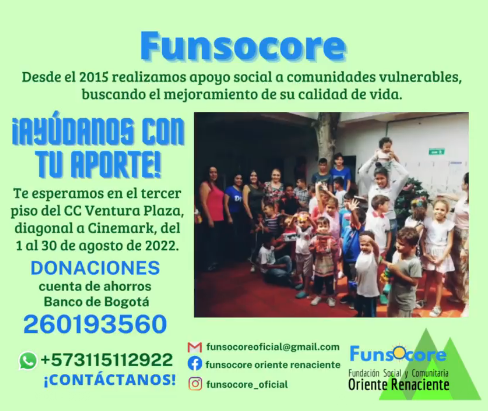 Funsocore
Desde el 2015 realizamos apoyo social a comunidades vulnerables,
buscando el mejoramiento de su calidad de vida.
¡AYÚDANOS CON
TU APORTE!
Te esperamos en el tercer
piso del CC Ventura Plaza,
diagonal a Cinemark, del
1 al 30 de agosto de 2022.
DONACIONES
cuenta de ahorros
Banco de Bogotá
260193560
+573115112922
¡CONTÁCTANOS!
funsocoreoficial@gmail.com
funsocore oriente renaciente
funsocore_oficial
Funsocore
Fundación Social y Comunitaria
Oriente Renaciente